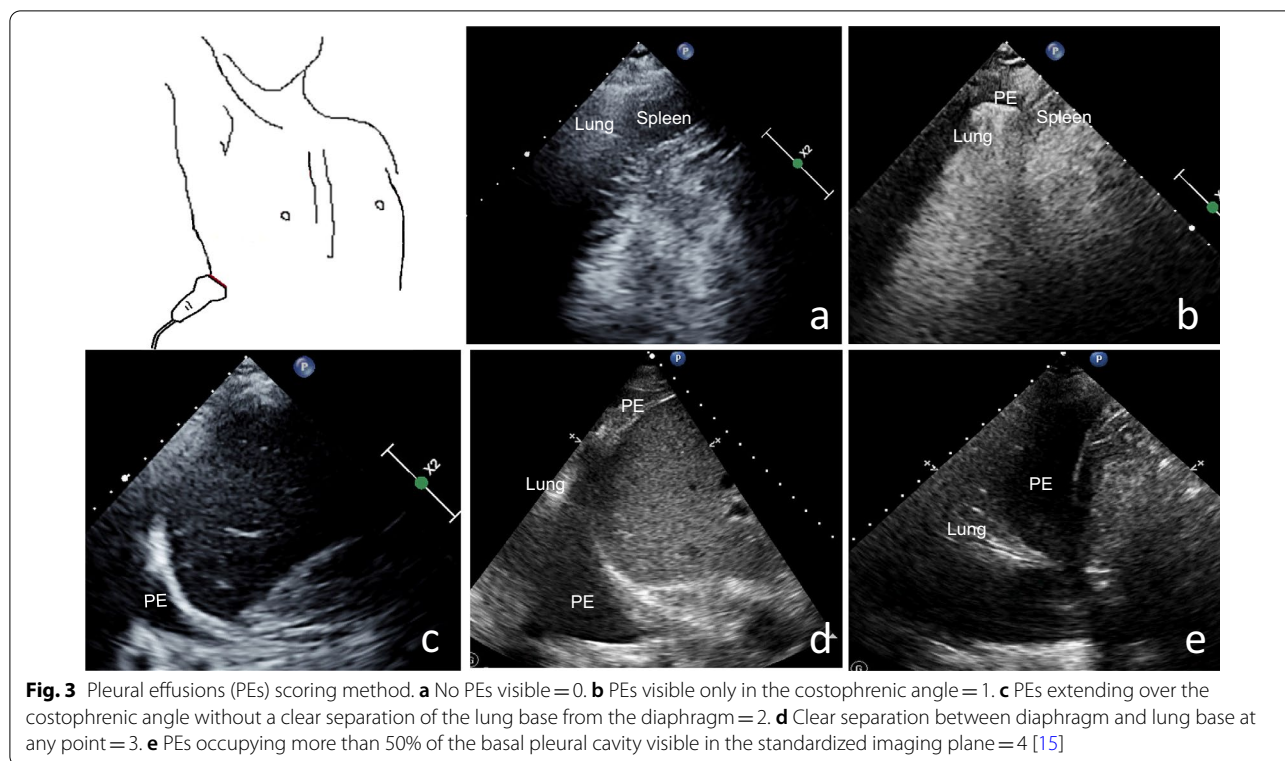 P
Lung
Spleen
X2
a
P
PE
Lung
Spleen
b
P
X2
PE
c
P
PE
Lung
PE
G
d
P
PE
Lung
G
e
Fig. 3 Pleural effusions (PEs) scoring method. a No PEs visible = 0. b PEs visible only in the costophrenic angle = 1. c PEs extending over the
costophrenic angle without a clear separation of the lung base from the diaphragm = 2. d Clear separation between diaphragm and lung base at
any point = 3. e PEs occupying more than 50% of the basal pleural cavity visible in the standardized imaging plane = 4 [15]